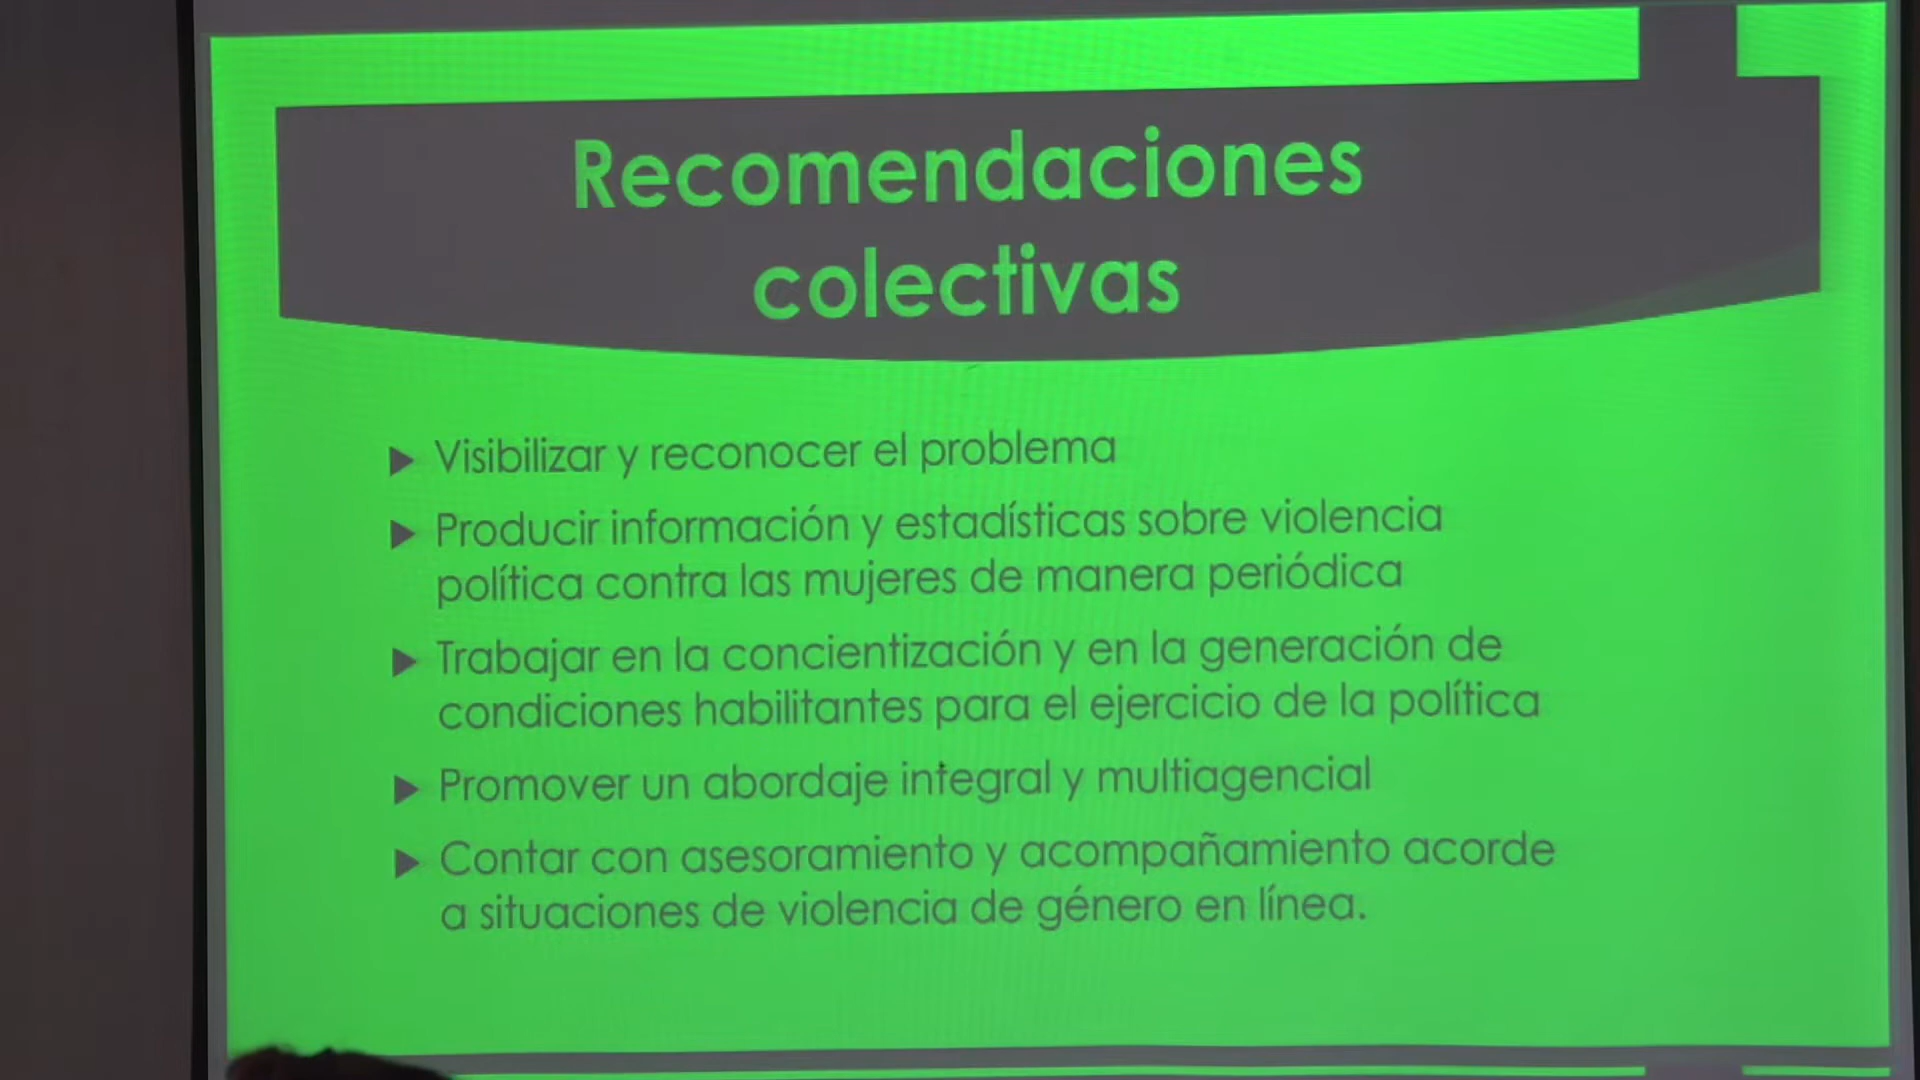 Recomendaciones
colectivas
Visibilizar y reconocer el problema
Producir información y estadísticas sobre violencia
política contra las mujeres de manera periódica
Trabajar en la concientización y en la generación de
condiciones habilitantes para el ejercicio de la política
Promover un abordaje integral y multiagencial
Contar con asesoramiento y acompañamiento acorde
a situaciones de violencia de género en línea.